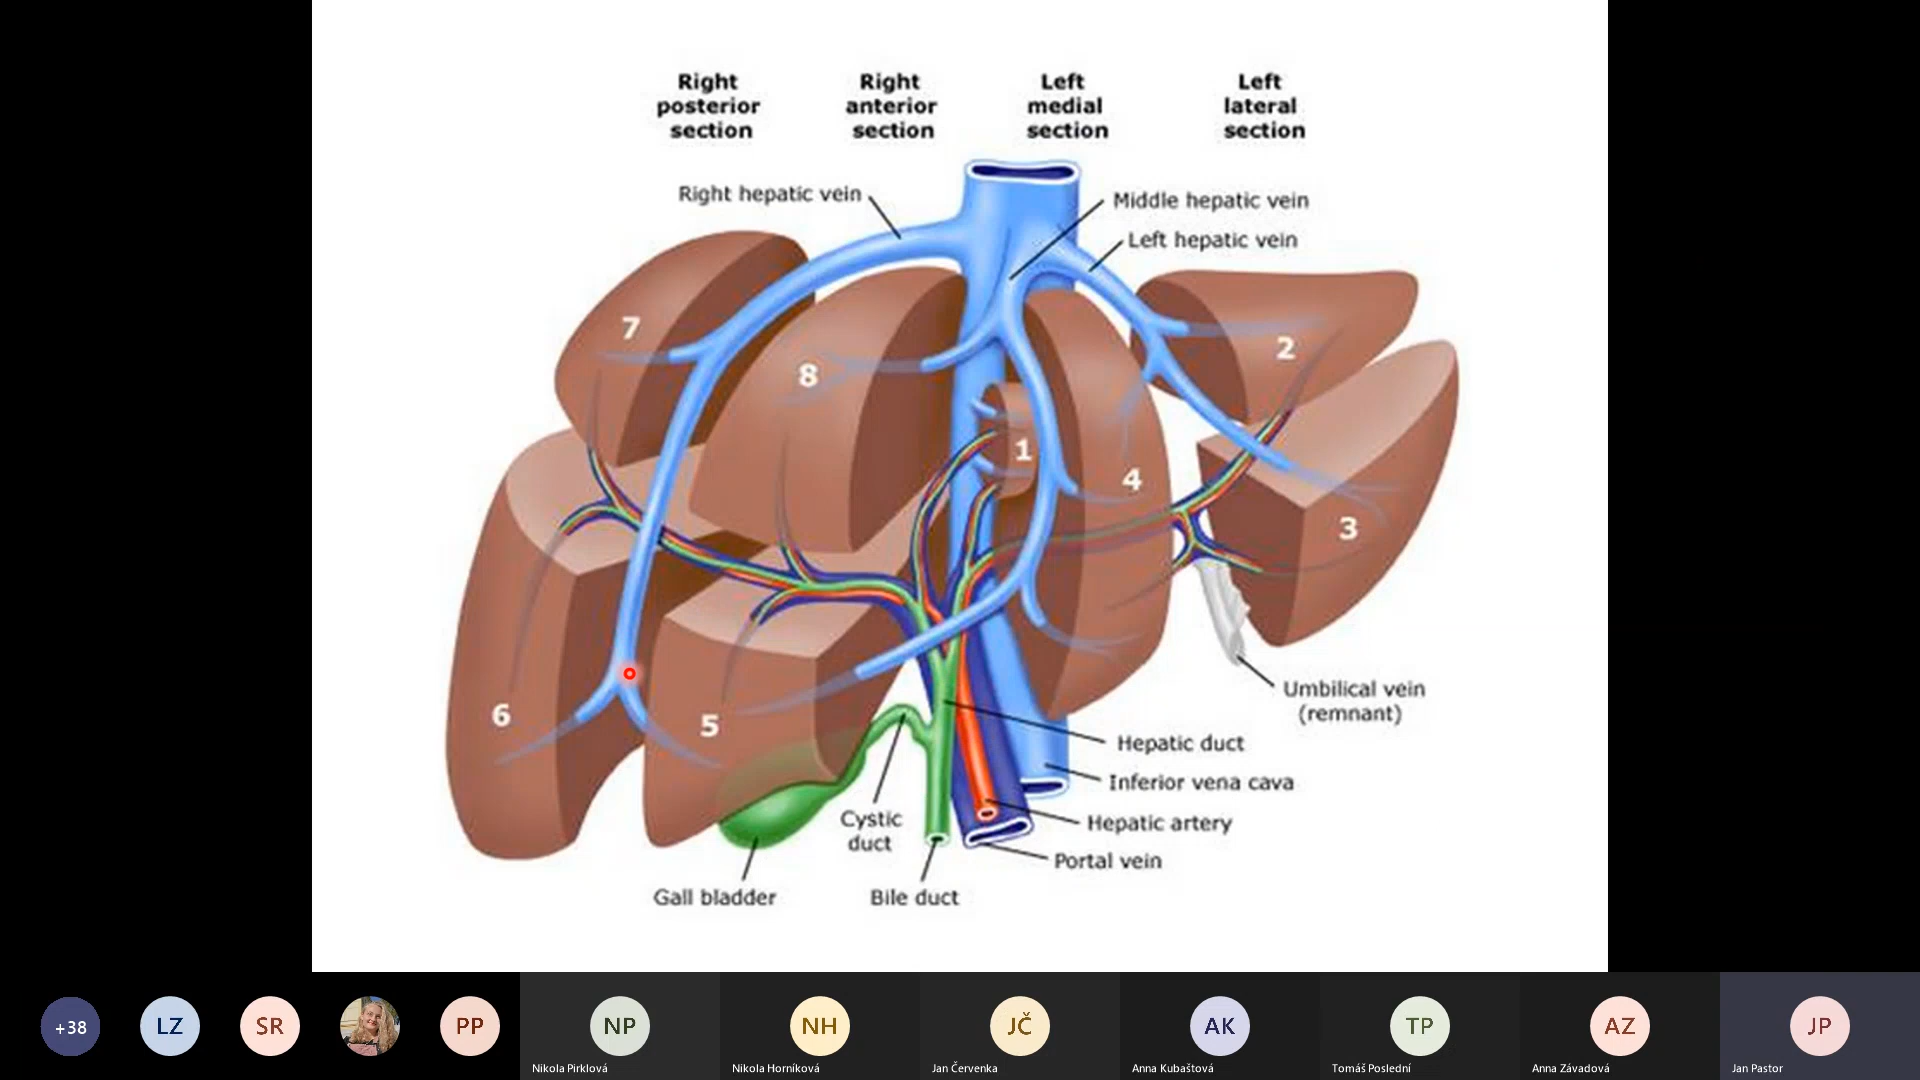 Right
posterior
section
Right
anterior
section
Left
medial
section
Left
lateral
section
Right hepatic vein
Middle hepatic vein
Left hepatic vein
7
8
2
1
4
3
6
5
Umbilical vein
(remnant)
Hepatic duct
Inferior vena cava
Cystic
duct
Hepatic artery
Portal vein
Gall bladder
Bile duct
+38
LZ
SR
PP
NP
Nikola Pirklová
NH
Nikola Horníková
JČ
Jan Červenka
AK
Anna Kubaštová
TP
Tomáš Poslední
AZ
Anna Závadová
JP
Jan Pastor